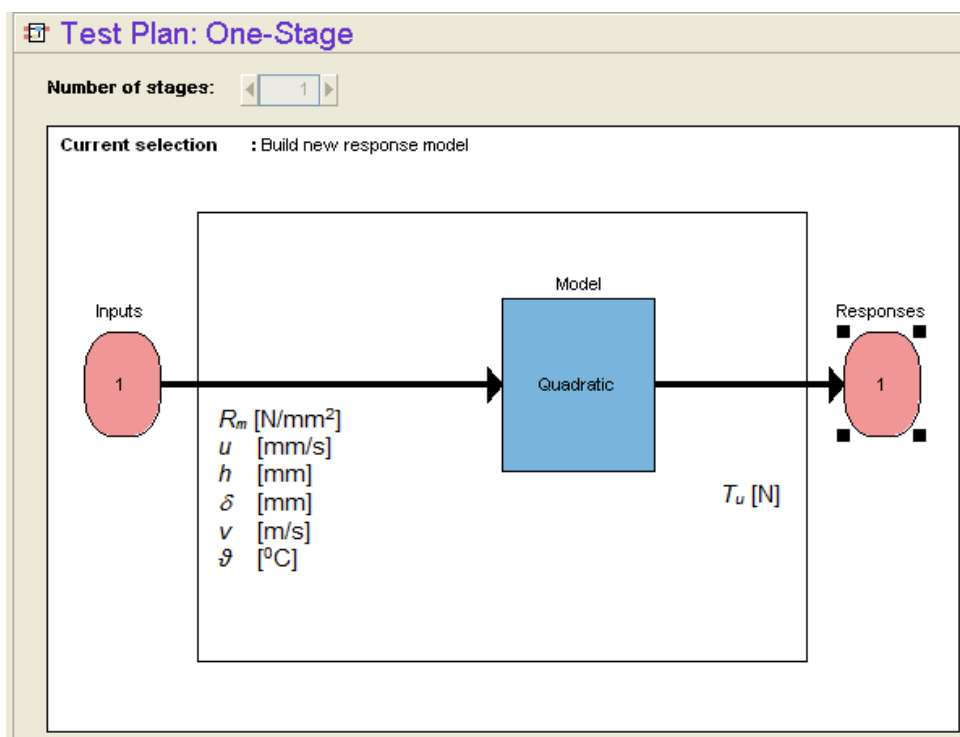 Test Plan: One-Stage
Number of stages: 1
Current selection : Build new response model
Model
Inputs
Responses
1
Quadratic
1
Rₘ [N/mm²]
u [mm/s]
h [mm]
δ [mm]
v [m/s]
ϑ [⁰C]
Tᵤ [N]